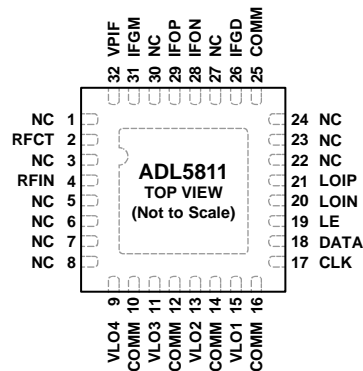 32 VPIF
31 IFGM
30 NC
29 IFOP
28 IFON
27 NC
26 IFGD
25 COMM
NC 1
RFCT 2
NC 3
RFIN 4
NC 5
NC 6
NC 7
NC 8
ADL5811
TOP VIEW
(Not to Scale)
24 NC
23 NC
22 NC
21 LOIP
20 LOIN
19 LE
18 DATA
17 CLK
VLO4 9
COMM 10
VLO3 11
COMM 12
VLO2 13
COMM 14
VLO1 15
COMM 16